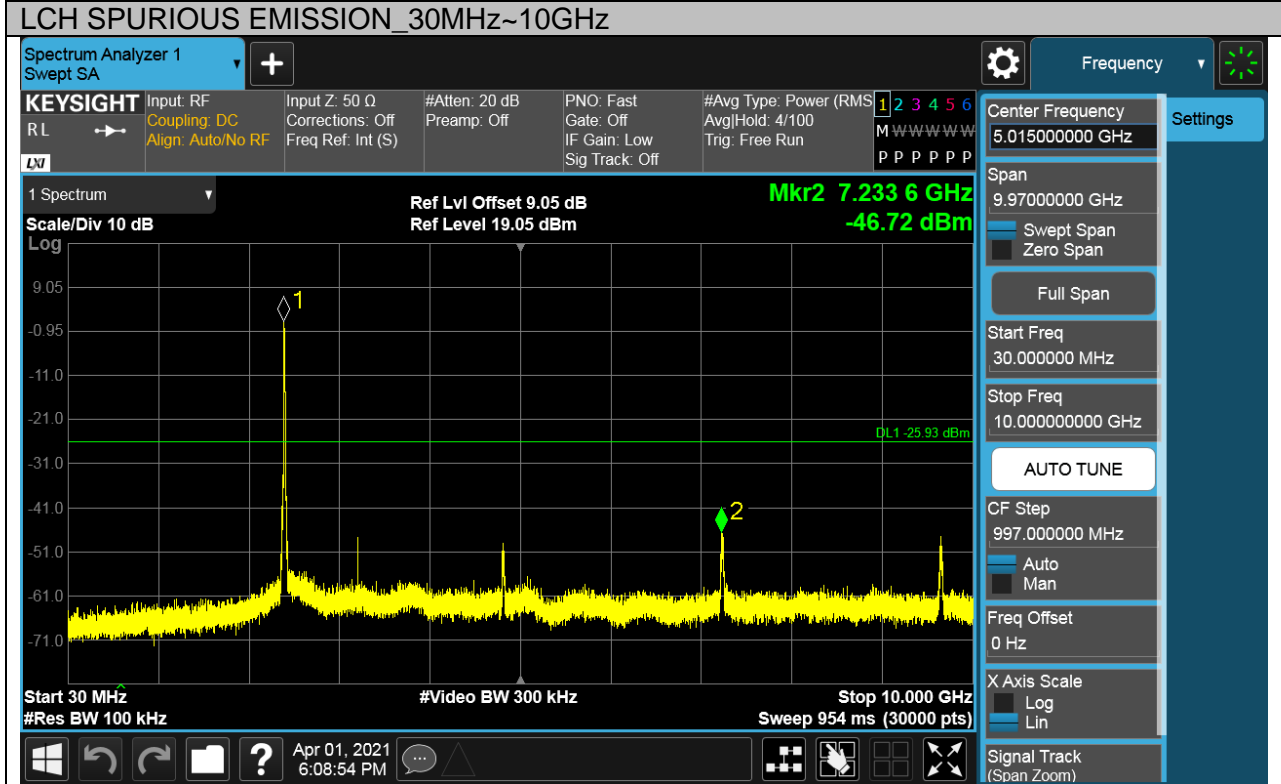 LCH SPURIOUS EMISSION_30MHz~10GHz
Spectrum Analyzer 1
Swept SA
Frequency
KEYSIGHT
RL
LXI
Input: RF
Coupling: DC
Align: Auto/No RF
Input Z: 50 Ω
Corrections: Off
Freq Ref: Int (S)
#Atten: 20 dB
Preamp: Off
PNO: Fast
Gate: Off
IF Gain: Low
Sig Track: Off
#Avg Type: Power (RMS
Avg|Hold: 4/100
Trig: Free Run
1 2 3 4 5 6
M W W W W W
P P P P P P
Center Frequency
5.015000000 GHz
Settings
Span
9.97000000 GHz
Swept Span
Zero Span
Full Span
Start Freq
30.000000 MHz
Stop Freq
10.000000000 GHz
AUTO TUNE
CF Step
997.000000 MHz
Auto
Man
Freq Offset
0 Hz
X Axis Scale
Log
Lin
Signal Track
(Span Zoom)
1 Spectrum
Scale/Div 10 dB
Log
Ref Lvl Offset 9.05 dB
Ref Level 19.05 dBm
Mkr2 7.233 6 GHz
-46.72 dBm
9.05
1
-0.95
-11.0
-21.0
DL1 -25.93 dBm
-31.0
-41.0
2
-51.0
-61.0
-71.0
Start 30 MHz
#Video BW 300 kHz
Stop 10.000 GHz
#Res BW 100 kHz
Sweep 954 ms (30000 pts)
?
Apr 01, 2021
6:08:54 PM